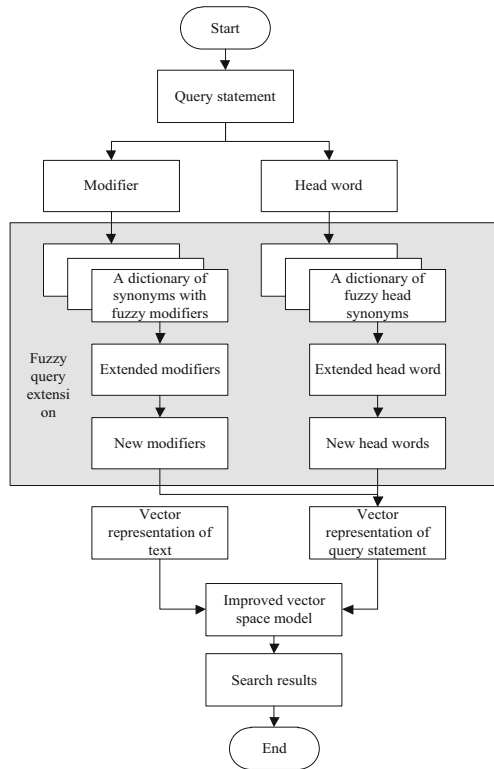 Start
Query statement
Modifier
Head word
A dictionary of
synonyms with
fuzzy modifiers
A dictionary of
fuzzy head
synonyms
Fuzzy
query
extensi
on
Extended modifiers
Extended head word
New modifiers
New head words
Vector
representation of
text
Vector
representation of
query statement
Improved vector
space model
Search results
End